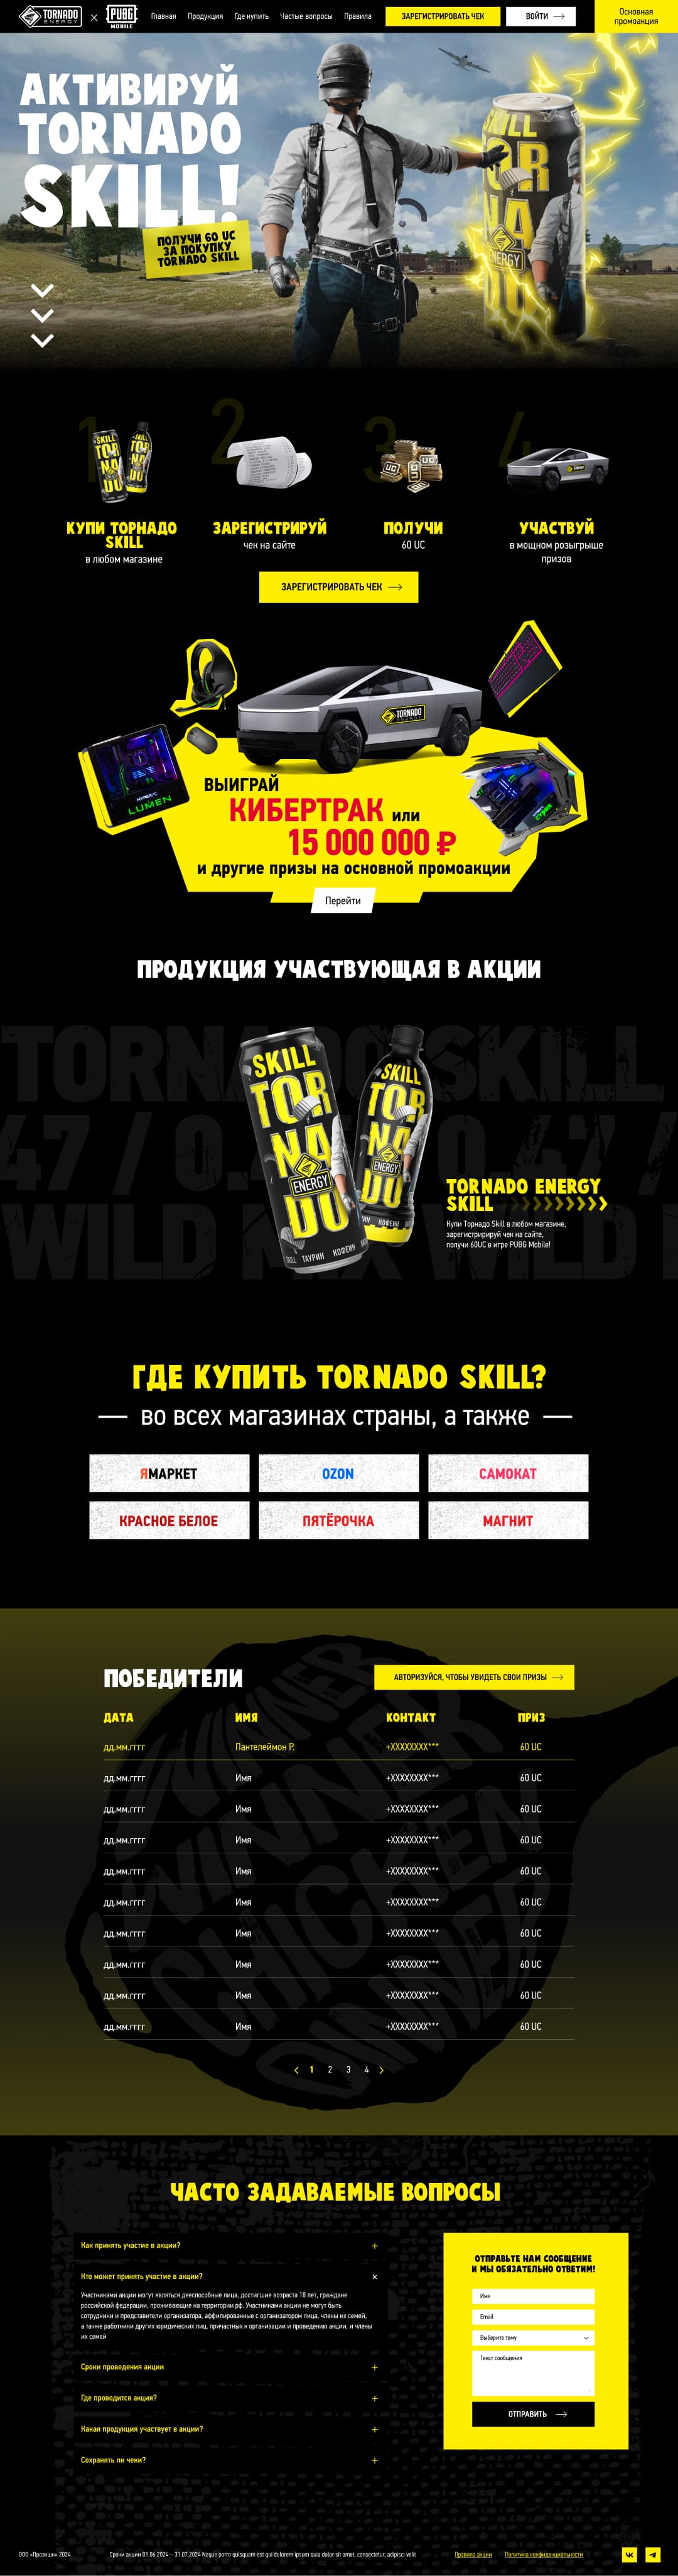 TORNADO
ENERGY
PUBG
MOBILE
Главная
Продукция
Где купить
Частые вопросы
Правила
ЗАРЕГИСТРИРОВАТЬ ЧЕК
ВОЙТИ
Основная
промоакция
АКТИВИРУЙ
TORNADO
SKILL!
ПОЛУЧИ 60 UC
ЗА ПОКУПКУ
TORNADO SKILL
1
2
3
4
КУПИ ТОРНАДО
SKILL
в любом магазине
ЗАРЕГИСТРИРУЙ
чек на сайте
ПОЛУЧИ
60 UC
УЧАСТВУЙ
в мощном розыгрыше
призов
ЗАРЕГИСТРИРОВАТЬ ЧЕК
TORNADO
LUMEN
ВЫИГРАЙ
КИБЕРТРАК или
15 000 000 ₽
и другие призы на основной промоакции
Перейти
ПРОДУКЦИЯ УЧАСТВУЮЩАЯ В АКЦИИ
SKILL
TOR
NA
ENERGY
DO
SKILL ТАУРИН КОФЕИН
SKILL
TOR
NA
ENERGY
DO
КОФЕИН
TORNADO ENERGY
SKILL
Купи Торнадо Skill в любом магазине,
зарегистрируй чек на сайте,
получи 60UC в игре PUBG Mobile!
ГДЕ КУПИТЬ TORNADO SKILL?
во всех магазинах страны, а также
ЯМАРКЕТ
OZON
САМОКАТ
КРАСНОЕ БЕЛОЕ
ПЯТЁРОЧКА
МАГНИТ
ПОБЕДИТЕЛИ
АВТОРИЗУЙСЯ, ЧТОБЫ УВИДЕТЬ СВОИ ПРИЗЫ
ДАТА ИМЯ КОНТАКТ ПРИЗ
дд.мм.гггг Пантелеймон Р. +XXXXXXXX*** 60 UC
дд.мм.гггг Имя +XXXXXXXX*** 60 UC
дд.мм.гггг Имя +XXXXXXXX*** 60 UC
дд.мм.гггг Имя +XXXXXXXX*** 60 UC
дд.мм.гггг Имя +XXXXXXXX*** 60 UC
дд.мм.гггг Имя +XXXXXXXX*** 60 UC
дд.мм.гггг Имя +XXXXXXXX*** 60 UC
дд.мм.гггг Имя +XXXXXXXX*** 60 UC
дд.мм.гггг Имя +XXXXXXXX*** 60 UC
дд.мм.гггг Имя +XXXXXXXX*** 60 UC
1 2 3 4
ЧАСТО ЗАДАВАЕМЫЕ ВОПРОСЫ
Как принять участие в акции?
Кто может принять участие в акции?
Участниками акции могут являться дееспособные лица, достигшие возраста 18 лет, граждане
российской федерации, проживающие на территории рф. Участниками акции не могут быть
сотрудники и представители организатора, аффилированные с организатором лица, члены их семей,
а также работники других юридических лиц, причастных к организации и проведению акции, и члены
их семей
Сроки проведения акции
Где проводится акция?
Какая продукция участвует в акции?
Сохранять ли чеки?
ОТПРАВЬТЕ НАМ СООБЩЕНИЕ
И МЫ ОБЯЗАТЕЛЬНО ОТВЕТИМ!
Имя
Email
Выберите тему
Текст сообщения
ОТПРАВИТЬ
ООО «Прозиша» 2024
Сроки акции 01.06.2024 – 31.07.2024 Neque porro quisquam est qui dolorem ipsum quia dolor sit amet, consectetur, adipisci velit
Правила акции
Политика конфиденциальности